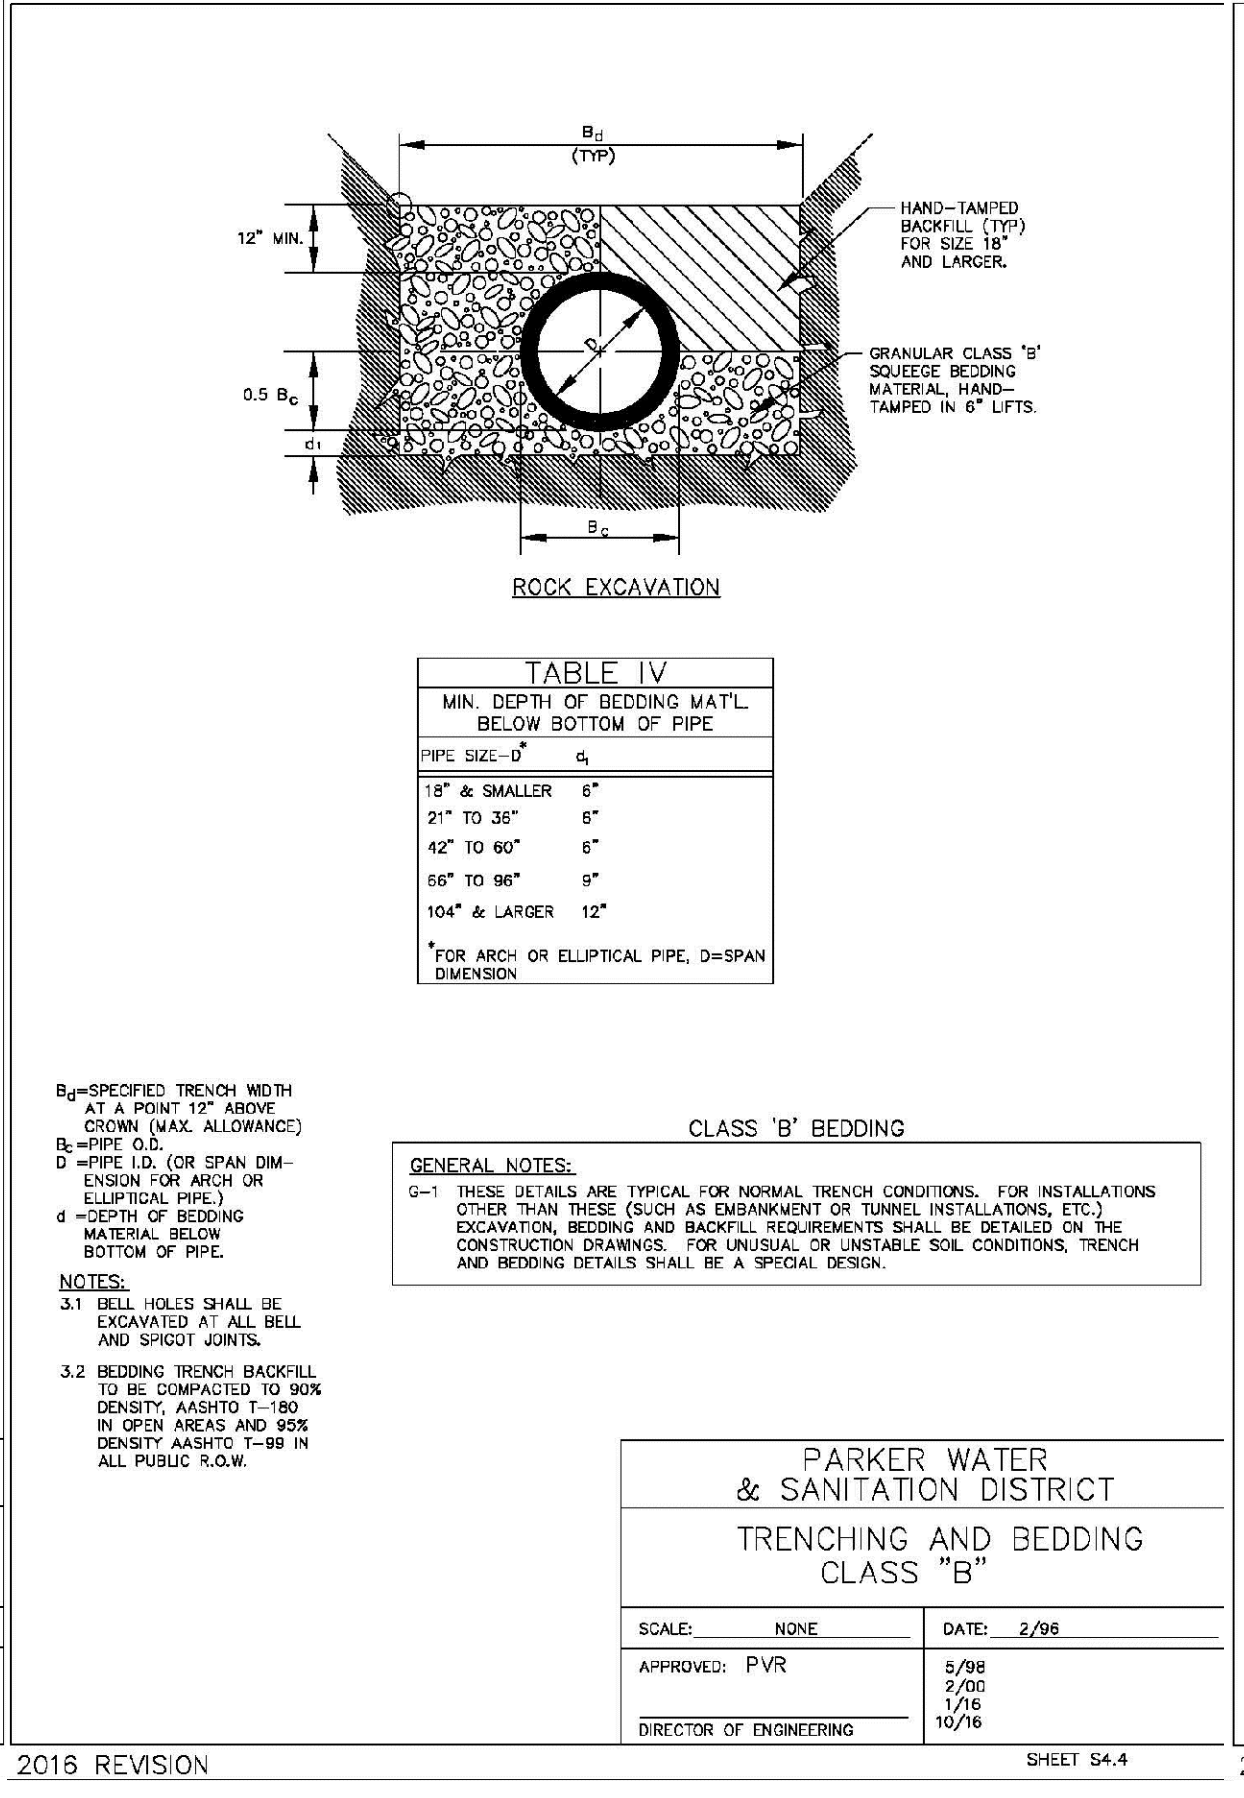 Bd
(TYP)
12" MIN.
HAND-TAMPED
BACKFILL (TYP)
FOR SIZE 18"
AND LARGER.
D
GRANULAR CLASS 'B'
SQUEEGE BEDDING
MATERIAL, HAND-
TAMPED IN 6" LIFTS.
0.5 Bc
d1
Bc
ROCK EXCAVATION
TABLE IV
MIN. DEPTH OF BEDDING MAT'L
BELOW BOTTOM OF PIPE
PIPE SIZE-D* d1
18" & SMALLER 6"
21" TO 36" 6"
42" TO 60" 6"
66" TO 96" 9"
104" & LARGER 12"
*FOR ARCH OR ELLIPTICAL PIPE, D=SPAN
DIMENSION
Bd=SPECIFIED TRENCH WIDTH
AT A POINT 12" ABOVE
CROWN (MAX. ALLOWANCE)
Bc=PIPE O.D.
D =PIPE I.D. (OR SPAN DIM-
ENSION FOR ARCH OR
ELLIPTICAL PIPE.)
d =DEPTH OF BEDDING
MATERIAL BELOW
BOTTOM OF PIPE.
NOTES:
3.1 BELL HOLES SHALL BE
EXCAVATED AT ALL BELL
AND SPIGOT JOINTS.
3.2 BEDDING TRENCH BACKFILL
TO BE COMPACTED TO 90%
DENSITY, AASHTO T-180
IN OPEN AREAS AND 95%
DENSITY AASHTO T-99 IN
ALL PUBLIC R.O.W.
CLASS 'B' BEDDING
GENERAL NOTES:
G-1 THESE DETAILS ARE TYPICAL FOR NORMAL TRENCH CONDITIONS. FOR INSTALLATIONS
OTHER THAN THESE (SUCH AS EMBANKMENT OR TUNNEL INSTALLATIONS, ETC.)
EXCAVATION, BEDDING AND BACKFILL REQUIREMENTS SHALL BE DETAILED ON THE
CONSTRUCTION DRAWINGS. FOR UNUSUAL OR UNSTABLE SOIL CONDITIONS, TRENCH
AND BEDDING DETAILS SHALL BE A SPECIAL DESIGN.
PARKER WATER
& SANITATION DISTRICT
TRENCHING AND BEDDING
CLASS "B"
SCALE: NONE
DATE: 2/96
APPROVED: PVR
5/98
2/00
1/16
10/16
DIRECTOR OF ENGINEERING
2016 REVISION
SHEET S4.4